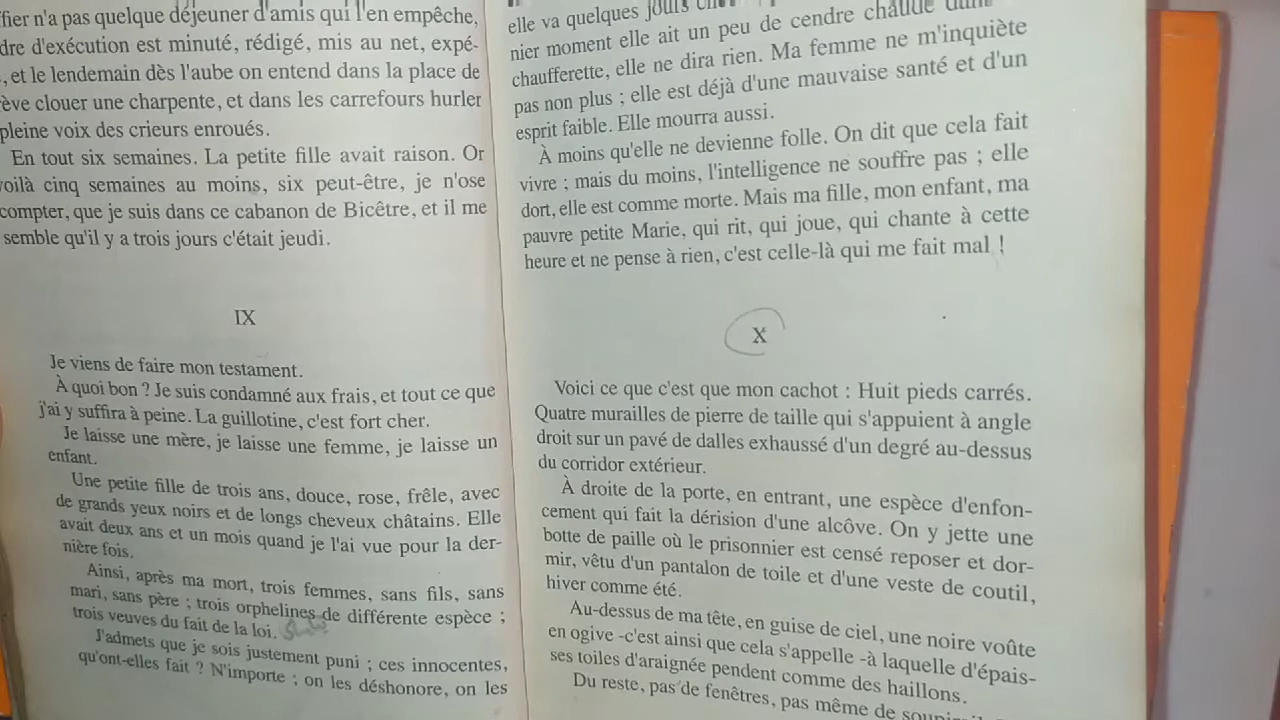 fier n'a pas quelque déjeuner d'amis qui l'en empêche,
dre d'exécution est minuté, rédigé, mis au net, expé-
, et le lendemain dès l'aube on entend dans la place de
ève clouer une charpente, et dans les carrefours hurler
pleine voix des crieurs enroués.
En tout six semaines. La petite fille avait raison. Or
voilà cinq semaines au moins, six peut-être, je n'ose
compter, que je suis dans ce cabanon de Bicêtre, et il me
semble qu'il y a trois jours c'était jeudi.
IX
Je viens de faire mon testament.
À quoi bon ? Je suis condamné aux frais, et tout ce que
j'ai y suffira à peine. La guillotine, c'est fort cher.
Je laisse une mère, je laisse une femme, je laisse un
enfant.
Une petite fille de trois ans, douce, rose, frêle, avec
de grands yeux noirs et de longs cheveux châtains. Elle
avait deux ans et un mois quand je l'ai vue pour la der-
nière fois.
Ainsi, après ma mort, trois femmes, sans fils, sans
mari, sans père ; trois orphelines de différente espèce ;
trois veuves du fait de la loi.
J'admets que je sois justement puni ; ces innocentes,
qu'ont-elles fait ? N'importe ; on les déshonore, on les
elle va quelques jours
nier moment elle ait un peu de cendre chaude
chaufferette, elle ne dira rien. Ma femme ne m'inquiète
pas non plus ; elle est déjà d'une mauvaise santé et d'un
esprit faible. Elle mourra aussi.
À moins qu'elle ne devienne folle. On dit que cela fait
vivre ; mais du moins, l'intelligence ne souffre pas ; elle
dort, elle est comme morte. Mais ma fille, mon enfant, ma
pauvre petite Marie, qui rit, qui joue, qui chante à cette
heure et ne pense à rien, c'est celle-là qui me fait mal !
X
Voici ce que c'est que mon cachot : Huit pieds carrés.
Quatre murailles de pierre de taille qui s'appuient à angle
droit sur un pavé de dalles exhaussé d'un degré au-dessus
du corridor extérieur.
À droite de la porte, en entrant, une espèce d'enfon-
cement qui fait la dérision d'une alcôve. On y jette une
botte de paille où le prisonnier est censé reposer et dor-
mir, vêtu d'un pantalon de toile et d'une veste de coutil,
hiver comme été.
Au-dessus de ma tête, en guise de ciel, une noire voûte
en ogive -c'est ainsi que cela s'appelle -à laquelle d'épais-
ses toiles d'araignée pendent comme des haillons.
Du reste, pas de fenêtres, pas même de